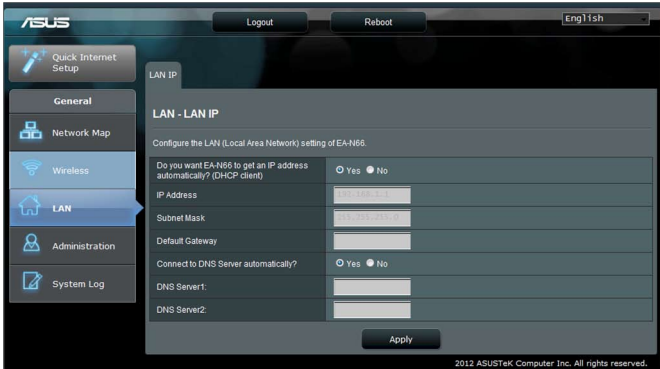 ASUS
Logout
Reboot
English
Quick Internet
Setup
General
Network Map
Wireless
LAN
Administration
System Log
LAN IP
LAN - LAN IP
Configure the LAN (Local Area Network) setting of EA-N66.
Do you want EA-N66 to get an IP address
automatically? (DHCP client)
Yes No
IP Address
Subnet Mask
Default Gateway
Connect to DNS Server automatically?
Yes No
DNS Server1:
DNS Server2:
Apply
2012 ASUSTeK Computer Inc. All rights reserved.